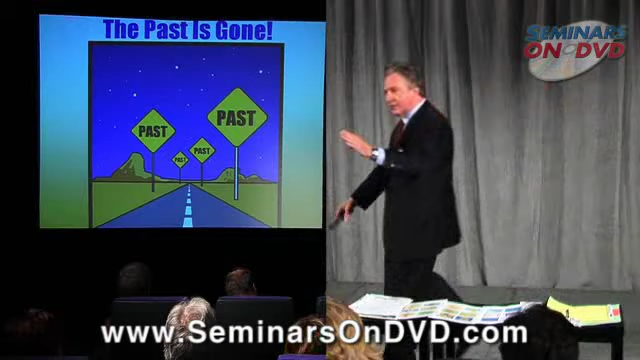 The Past Is Gone!
SEMINARS
ON DVD
PAST
PAST
PAST
PAST
www.SeminarsOnDVD.com